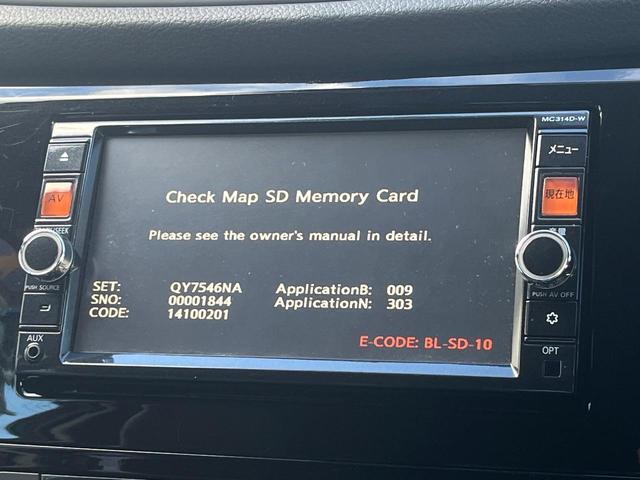 MC314D-W
メニュー
AV
現在地
Check Map SD Memory Card
Please see the owner's manual in detail.
PUSH SOURCE
PUSH AV OFF
SET: QY7546NA ApplicationB: 009
SNO: 00001844 ApplicationN: 303
CODE: 14100201
E-CODE: BL-SD-10
AUX
OPT